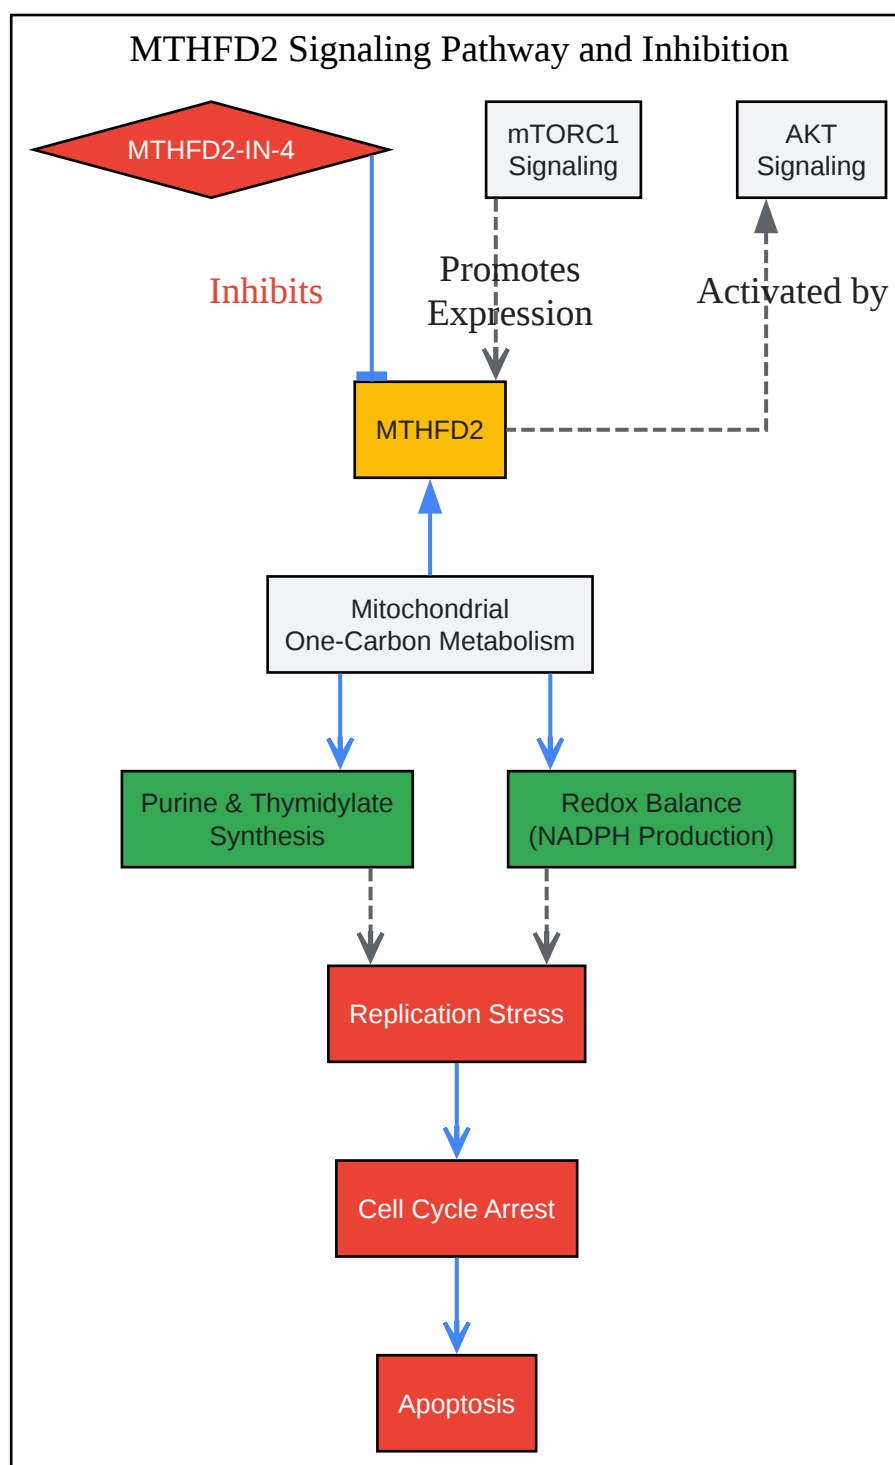 MTHFD2 Signaling Pathway and Inhibition
MTHFD2-IN-4
mTORC1
Signaling
AKT
Signaling
Inhibits
Promotes
Expression
Activated by
MTHFD2
Mitochondrial
One-Carbon Metabolism
Purine & Thymidylate
Synthesis
Redox Balance
(NADPH Production)
Replication Stress
Cell Cycle Arrest
Apoptosis